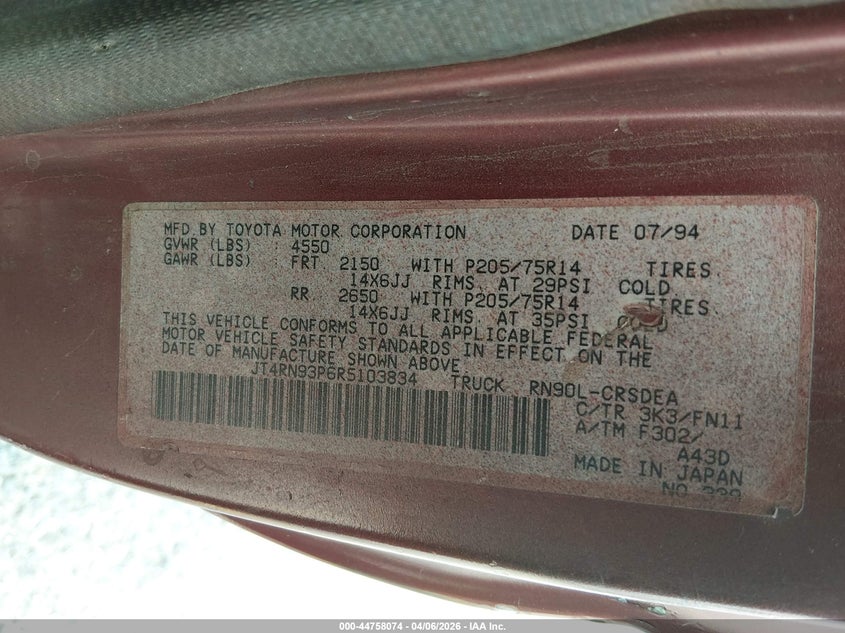 MFD BY TOYOTA MOTOR CORPORATION DATE 07/94
GVWR (LBS) 4550
GAWR (LBS) FRT 2150 WITH P205/75R14 TIRES
14X6JJ RIMS. AT 29PSI COLD
RR 2650 WITH P205/75R14 TIRES
14X6JJ RIMS. AT 35PSI
THIS VEHICLE CONFORMS TO ALL APPLICABLE FEDERAL
MOTOR VEHICLE SAFETY STANDARDS IN EFFECT ON THE
DATE OF MANUFACTURE SHOWN ABOVE.
JT4RN93P6R5103834 TRUCK RN90L-CRSDEA
C/TR 3K3/FN11
A/TM F302/
A43D
MADE IN JAPAN
NO
000-44758074 - 04/06/2026 - IAA Inc.